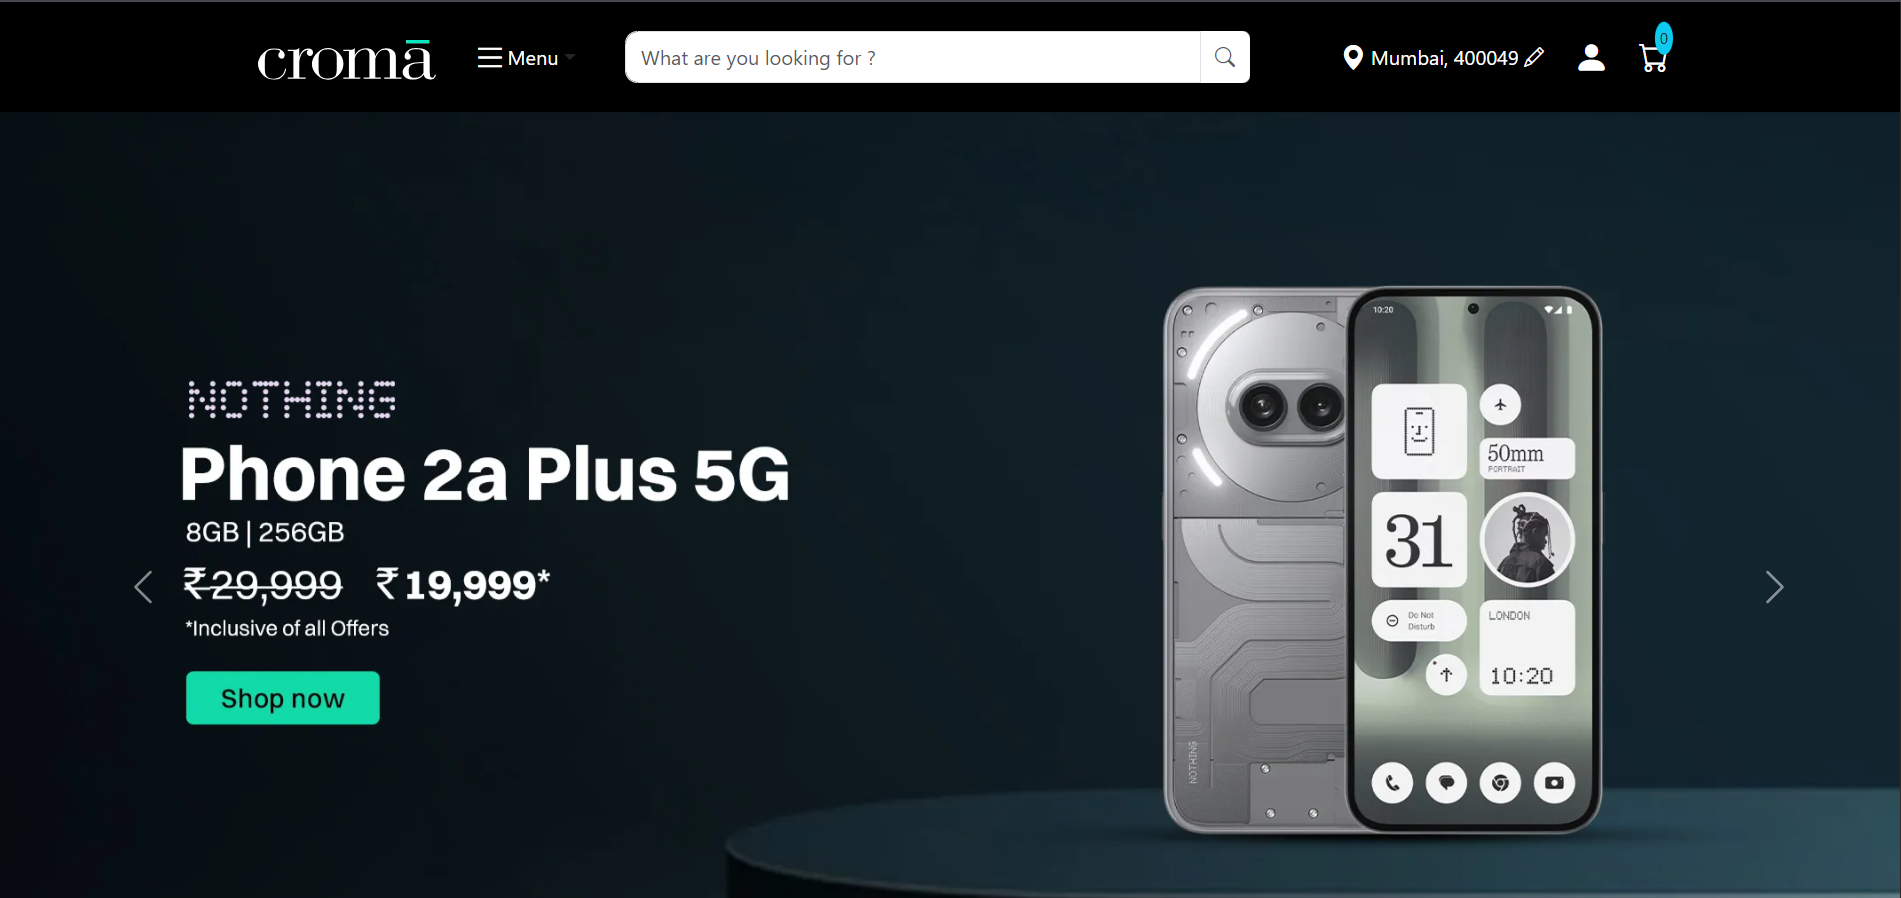 cromā
Menu
What are you looking for ?
Mumbai, 400049
0
NOTHING
Phone 2a Plus 5G
8GB | 256GB
₹29,999 ₹19,999*
*Inclusive of all Offers
Shop now
10:20
50mm
PORTRAIT
31
Do Not
Disturb
LONDON
10:20
NOTHING